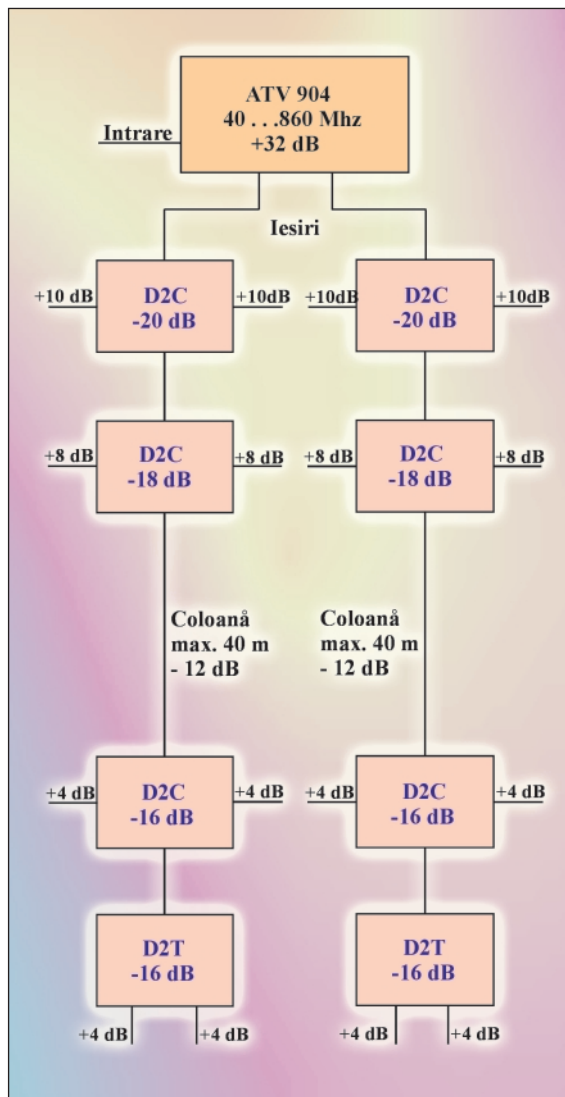 ATV 904
40 . . .860 Mhz
+32 dB
Intrare
Iesiri
+10 dB
D2C
-20 dB
+10dB
+10dB
D2C
-20 dB
+10dB
+8 dB
D2C
-18 dB
+8 dB
+8 dB
D2C
-18 dB
+8 dB
Coloanå
max. 40 m
- 12 dB
Coloanå
max. 40 m
- 12 dB
+4 dB
D2C
-16 dB
+4 dB
+4 dB
D2C
-16 dB
+4 dB
D2T
-16 dB
D2T
-16 dB
+4 dB
+4 dB
+4 dB
+4 dB